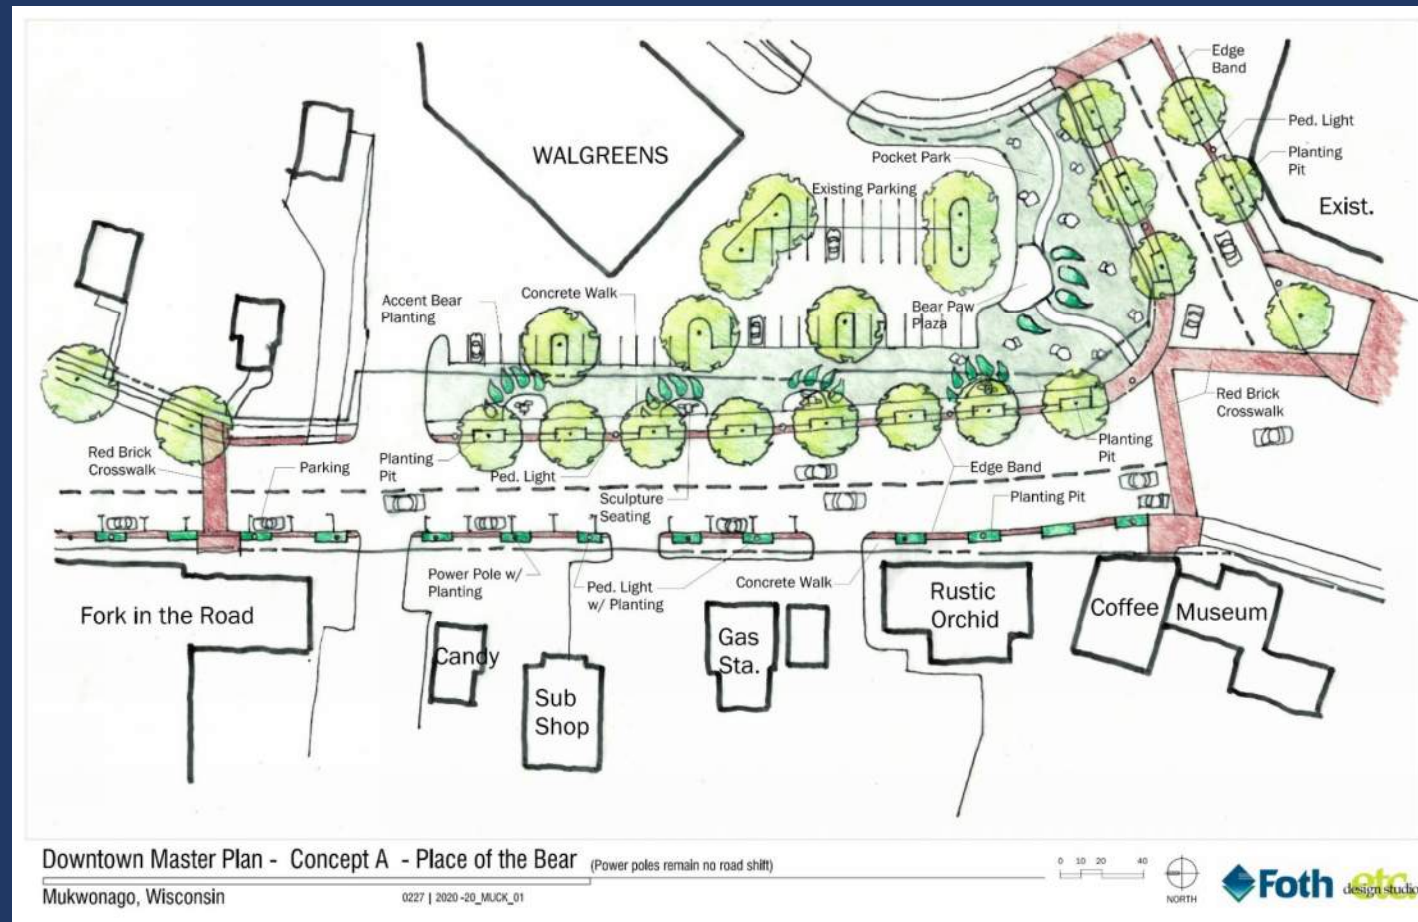 Edge
Band
Ped. Light
Planting
Pit
Exist.
WALGREENS
Pocket Park
Existing Parking
Accent Bear
Planting
Concrete Walk
Bear Paw
Plaza
Red Brick
Crosswalk
Red Brick
Crosswalk
Parking
Planting
Pit
Ped. Light
Sculpture
Seating
Edge Band
Planting
Pit
Planting Pit
Power Pole w/
Planting
Ped. Light
w/ Planting
Concrete Walk
Fork in the Road
Candy
Sub
Shop
Gas
Sta.
Rustic
Orchid
Coffee
Museum
Downtown Master Plan - Concept A - Place of the Bear (Power poles remain no road shift)
Mukwonago, Wisconsin
0227 | 2020-20_MUCK_01
0 10 20 40
NORTH
Foth
etc.
design studio